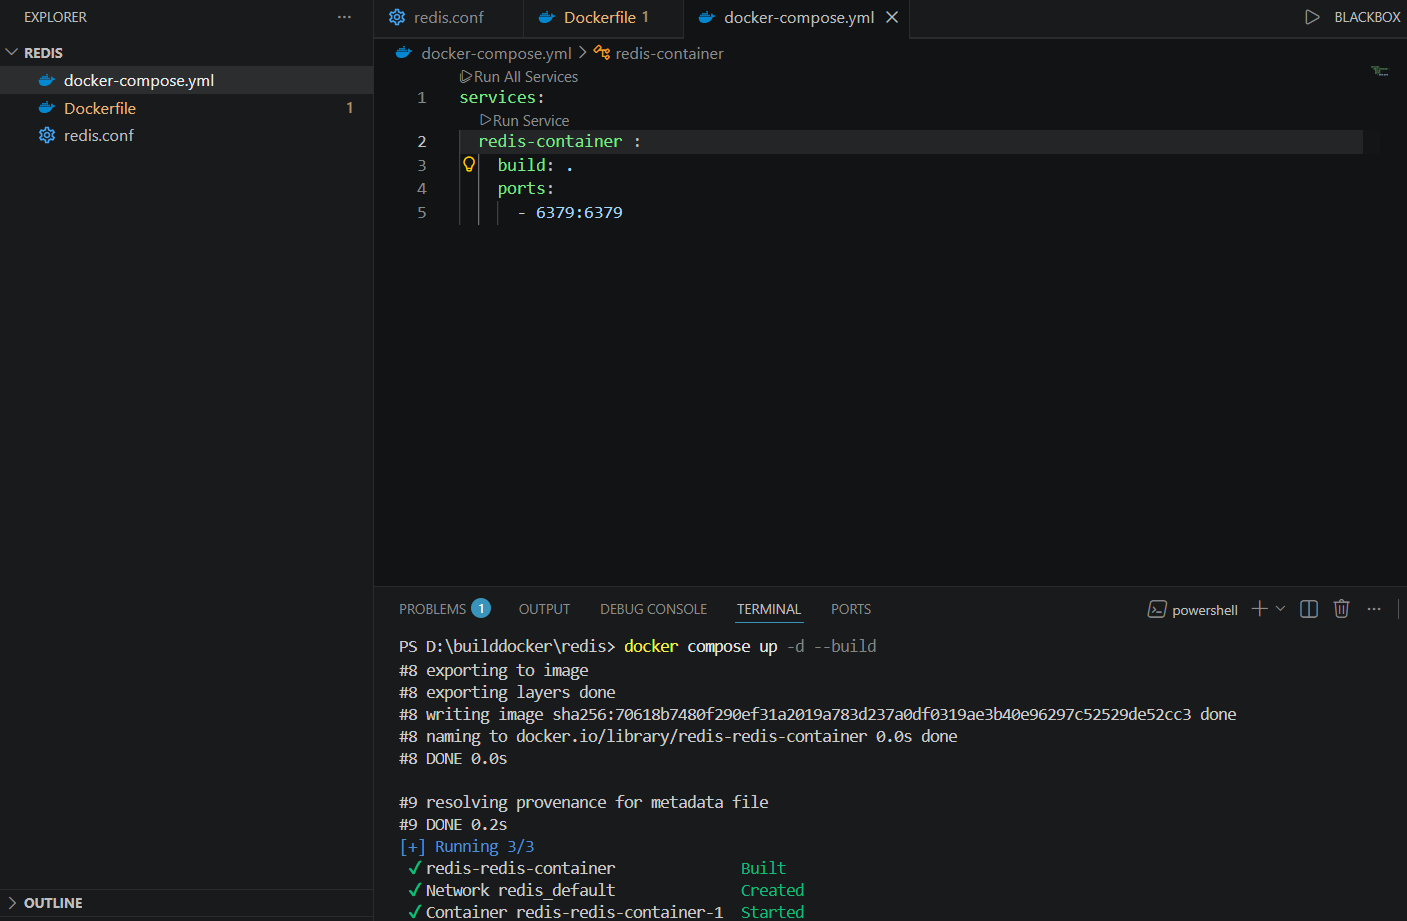 EXPLORER
REDIS
docker-compose.yml
Dockerfile 1
redis.conf
OUTLINE
redis.conf
Dockerfile 1
docker-compose.yml
BLACKBOX
docker-compose.yml > redis-container
Run All Services
1 services:
Run Service
2 redis-container :
3 build: .
4 ports:
5 - 6379:6379
PROBLEMS 1 OUTPUT DEBUG CONSOLE TERMINAL PORTS
powershell
PS D:\builddocker\redis> docker compose up -d --build
#8 exporting to image
#8 exporting layers done
#8 writing image sha256:70618b7480f290ef31a2019a783d237a0df0319ae3b40e96297c52529de52cc3 done
#8 naming to docker.io/library/redis-redis-container 0.0s done
#8 DONE 0.0s
#9 resolving provenance for metadata file
#9 DONE 0.2s
[+] Running 3/3
✔ redis-redis-container Built
✔ Network redis_default Created
✔ Container redis-redis-container-1 Started